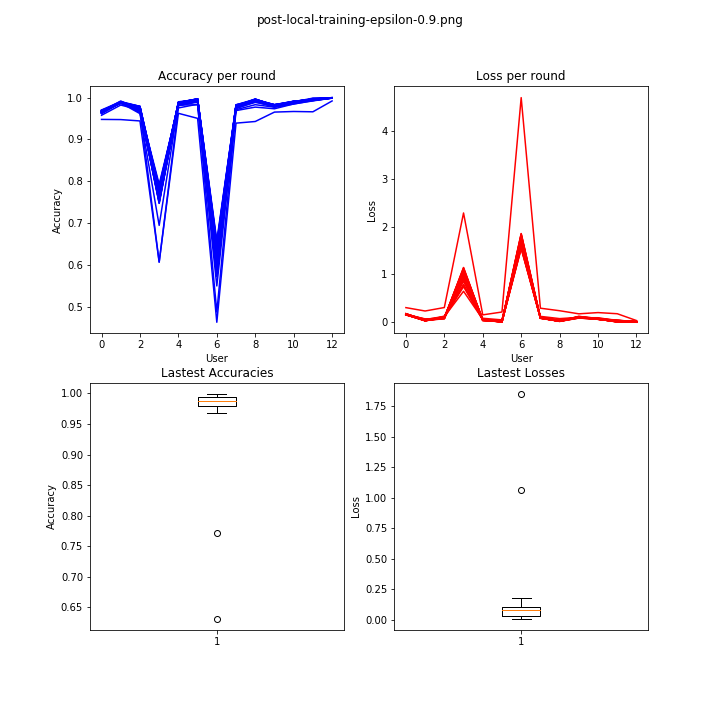 post-local-training-epsilon-0.9.png
Accuracy per round
1.0
0.9
0.8
0.7
0.6
0.5
Accuracy
0 2 4 6 8 10 12
User
Loss per round
4
3
2
1
0
Loss
0 2 4 6 8 10 12
User
Lastest Accuracies
1.00
0.95
0.90
0.85
0.80
0.75
0.70
0.65
Accuracy
1
Lastest Losses
1.75
1.50
1.25
1.00
0.75
0.50
0.25
0.00
Loss
1